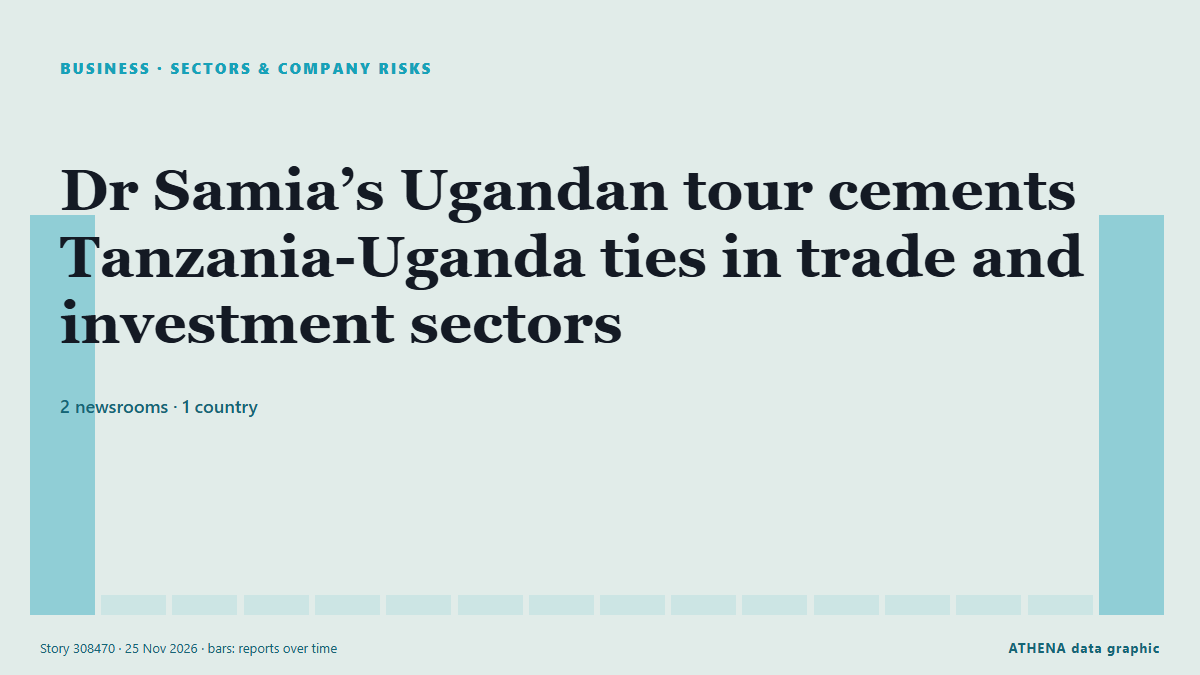 BUSINESS · SECTORS & COMPANY RISKS
Dr Samia’s Ugandan tour cements
Tanzania-Uganda ties in trade and
investment sectors
2 newsrooms · 1 country
Story 308470 · 25 Nov 2026 · bars: reports over time
ATHENA data graphic